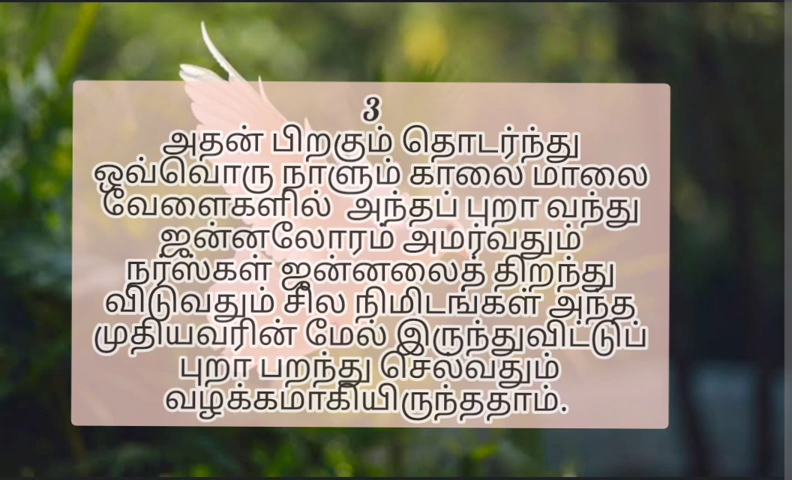 3
அதன் பிறகும் தொடர்ந்து
ஒவ்வொரு நாளும் காலை மாலை
வேளைகளில் அந்தப் புறா வந்து
ஜன்னலோரம் அமர்வதும்
நர்ஸ்கள் ஜன்னலைத் திறந்து
விடுவதும் சில நிமிடங்கள் அந்த
முதியவரின் மேல் இருந்துவிட்டுப்
புறா பறந்து செல்வதும்
வழக்கமாகியிருந்ததாம்.